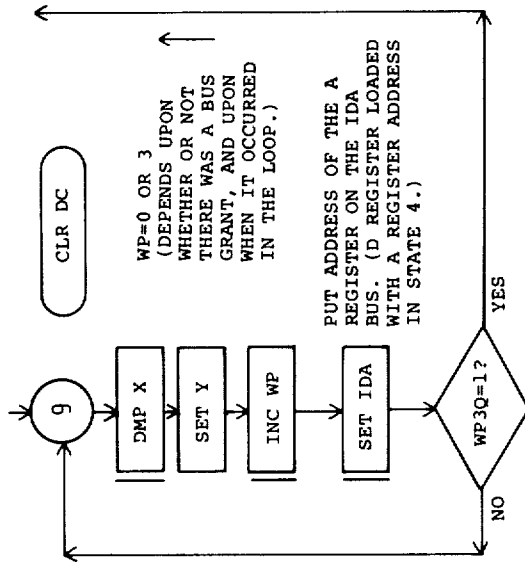 9
CLR DC
DMP X
WP=0 OR 3
(DEPENDS UPON
WHETHER OR NOT
THERE WAS A BUS
GRANT, AND UPON
WHEN IT OCCURRED
IN THE LOOP.)
SET Y
INC WP
SET IDA
PUT ADDRESS OF THE A
REGISTER ON THE IDA
BUS. (D REGISTER LOADED
WITH A REGISTER ADDRESS
IN STATE 4.)
WP3Q=1?
NO
YES